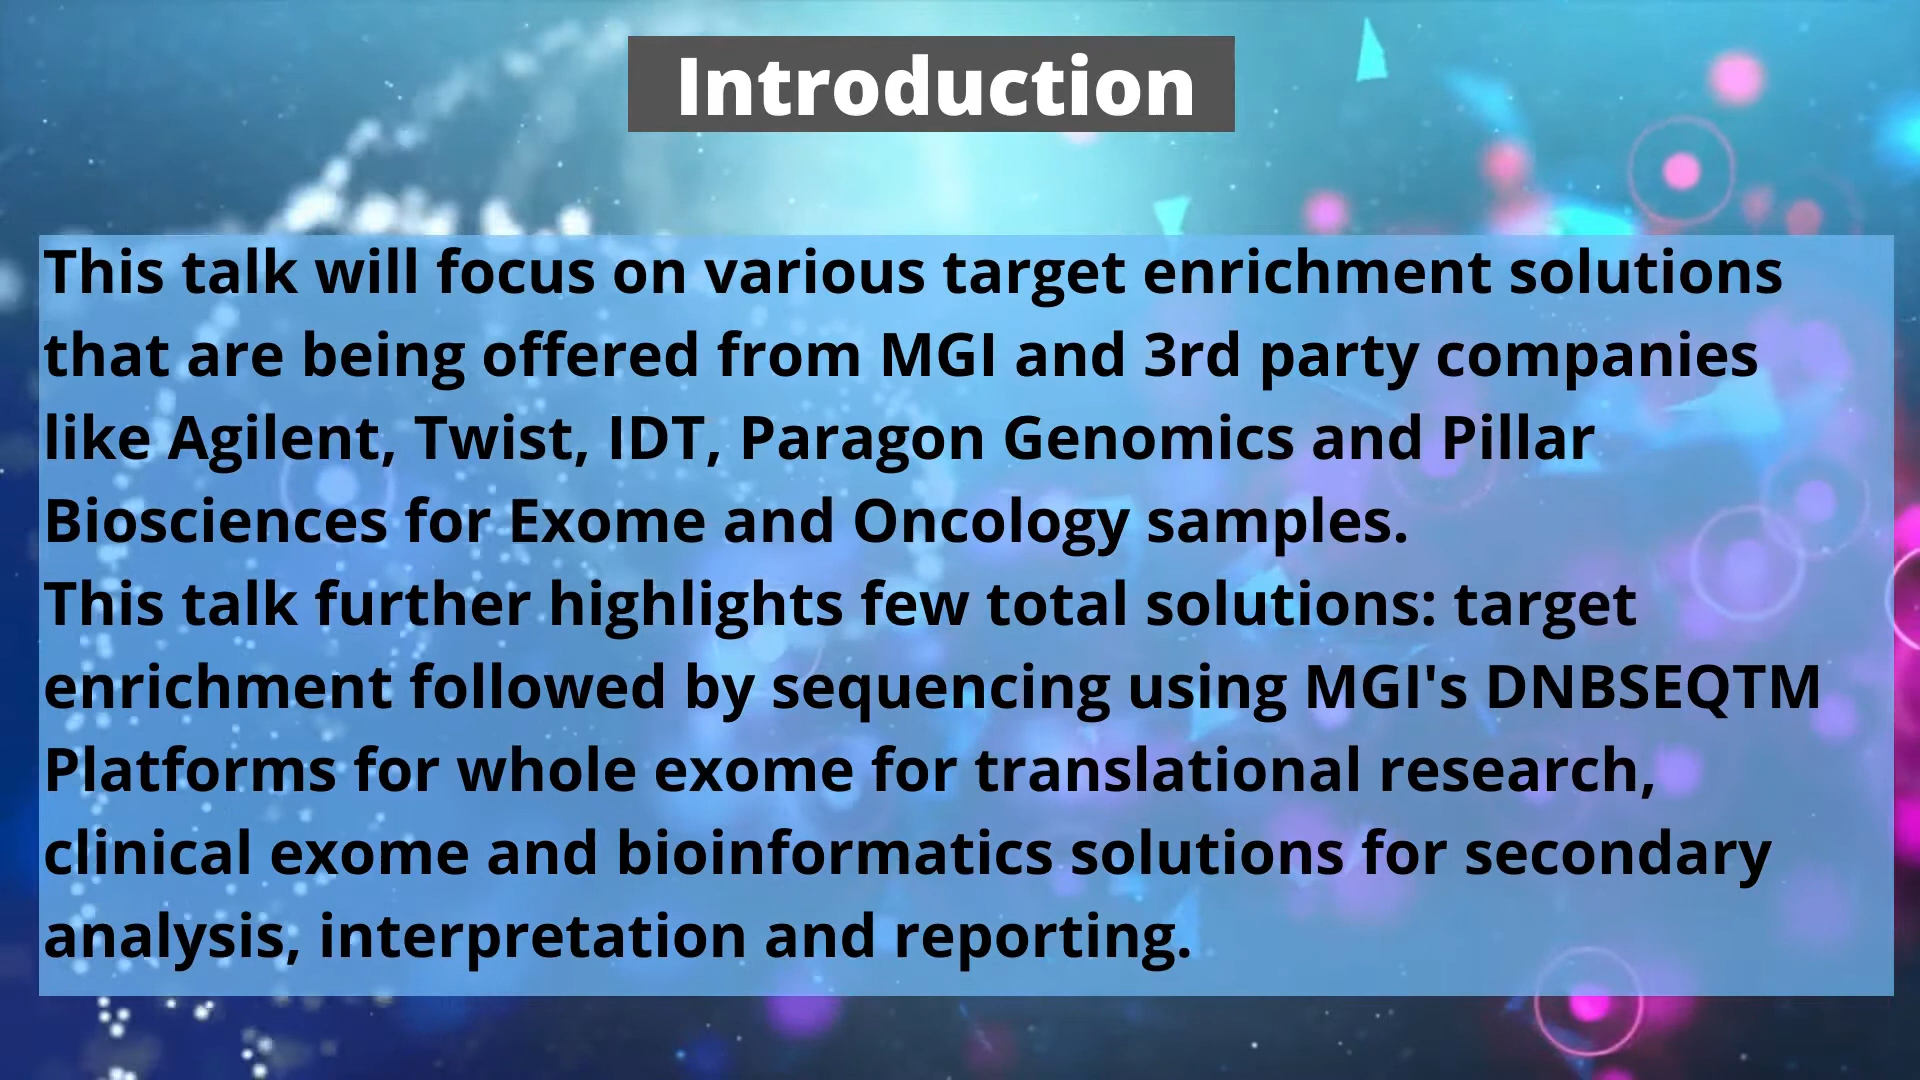 Introduction
This talk will focus on various target enrichment solutions
that are being offered from MGI and 3rd party companies
like Agilent, Twist, IDT, Paragon Genomics and Pillar
Biosciences for Exome and Oncology samples.
This talk further highlights few total solutions: target
enrichment followed by sequencing using MGI's DNBSEQTM
Platforms for whole exome for translational research,
clinical exome and bioinformatics solutions for secondary
analysis, interpretation and reporting.